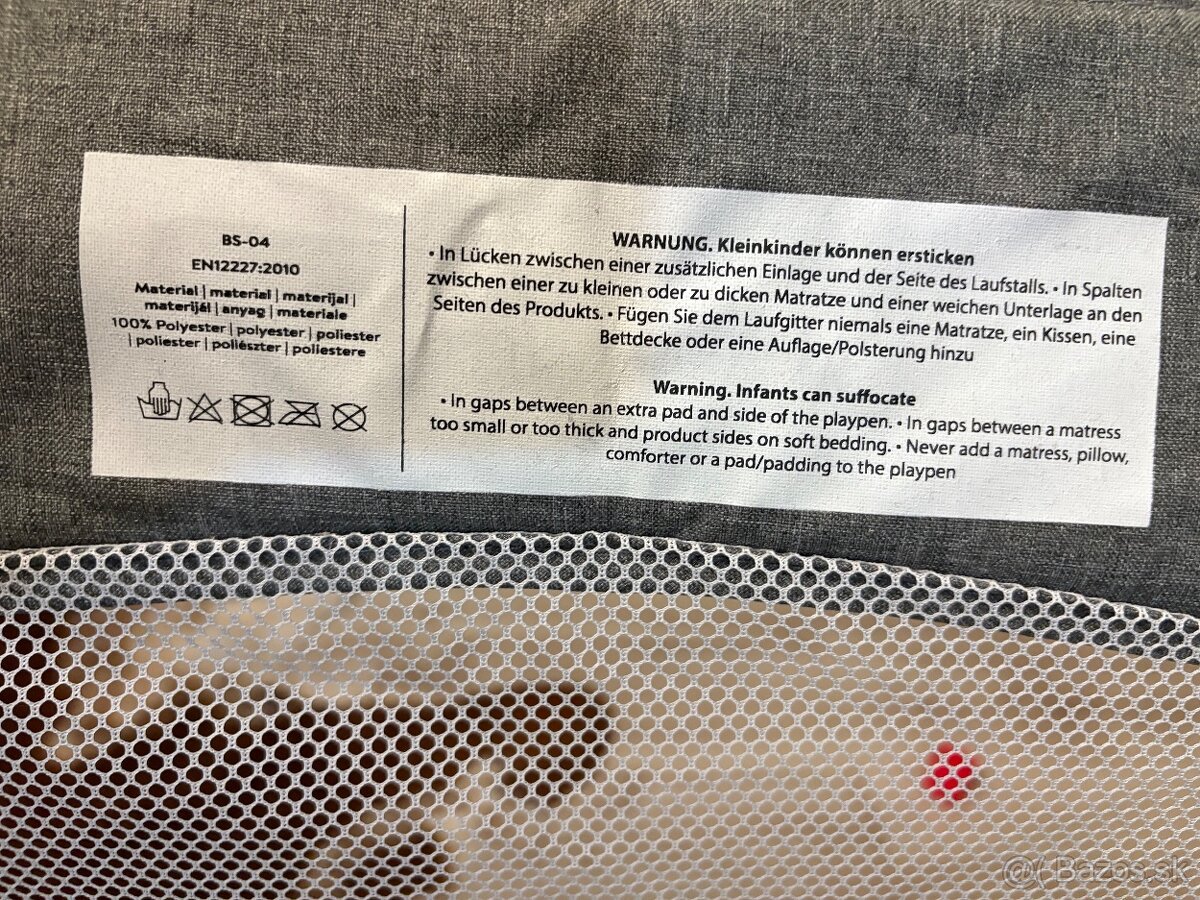 BS-04
EN12227:2010
Material | material | materijal |
materijāl | anyag | materiale
100% Polyester | polyester | poliester
| poliester | poliészter | poliestere
WARNUNG. Kleinkinder können ersticken
• In Lücken zwischen einer zusätzlichen Einlage und der Seite des Laufstalls. • In Spalten
zwischen einer zu kleinen oder zu dicken Matratze und einer weichen Unterlage an den
Seiten des Produkts. • Fügen Sie dem Laufgitter niemals eine Matratze, ein Kissen, eine
Bettdecke oder eine Auflage/Polsterung hinzu
Warning. Infants can suffocate
• In gaps between an extra pad and side of the playpen. • In gaps between a matress
too small or too thick and product sides on soft bedding. • Never add a matress, pillow,
comforter or a pad/padding to the playpen
@( Bazos.sk